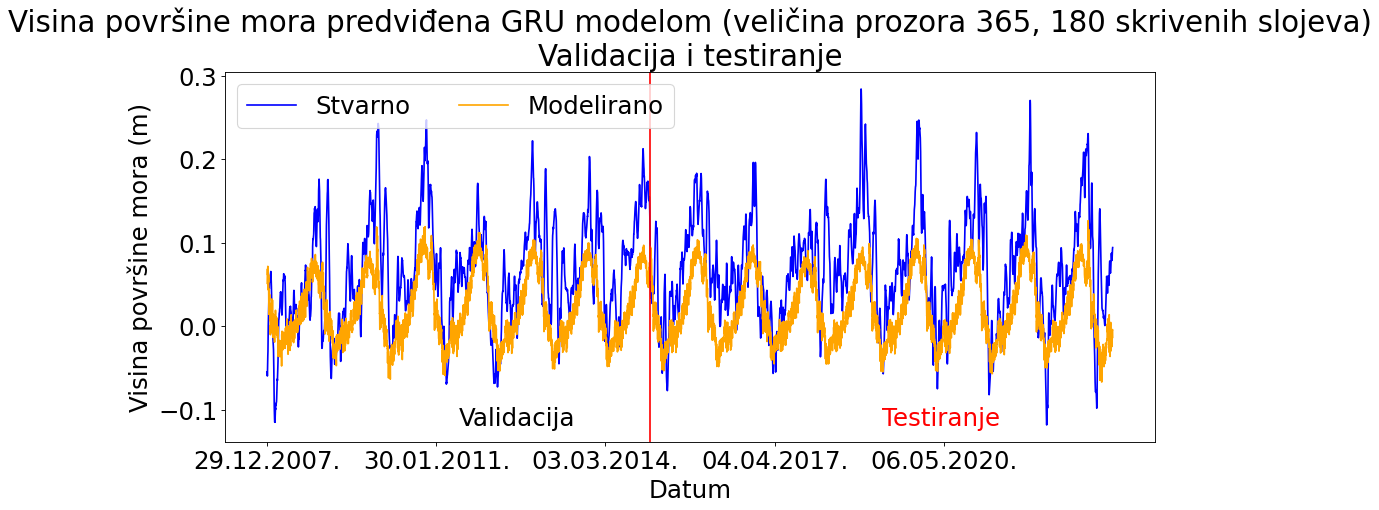 Visina površine mora predviđena GRU modelom (veličina prozora 365, 180 skrivenih slojeva)
Validacija i testiranje
Stvarno
Modelirano
Visina površine mora (m)
0.3
0.2
0.1
0.0
−0.1
Validacija
Testiranje
29.12.2007.
30.01.2011.
03.03.2014.
04.04.2017.
06.05.2020.
Datum